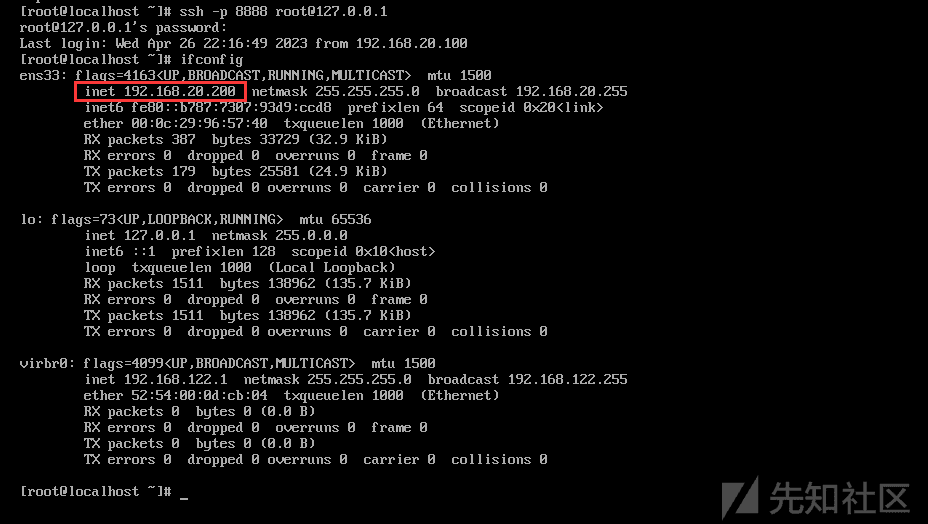 [root@localhost ~]# ssh -p 8888 root@127.0.0.1
root@127.0.0.1's password:
Last login: Wed Apr 26 22:16:49 2023 from 192.168.20.100
[root@localhost ~]# ifconfig
ens33: flags=4163<UP,BROADCAST,RUNNING,MULTICAST>  mtu 1500
        inet 192.168.20.200  netmask 255.255.255.0  broadcast 192.168.20.255
        inet6 fe80::b787:7307:93d9:ccd8  prefixlen 64  scopeid 0x20<link>
        ether 00:0c:29:96:57:40  txqueuelen 1000  (Ethernet)
        RX packets 387  bytes 33729 (32.9 KiB)
        RX errors 0  dropped 0  overruns 0  frame 0
        TX packets 179  bytes 25581 (24.9 KiB)
        TX errors 0  dropped 0 overruns 0  carrier 0  collisions 0

lo: flags=73<UP,LOOPBACK,RUNNING>  mtu 65536
        inet 127.0.0.1  netmask 255.0.0.0
        inet6 ::1  prefixlen 128  scopeid 0x10<host>
        loop  txqueuelen 1000  (Local Loopback)
        RX packets 1511  bytes 138962 (135.7 KiB)
        RX errors 0  dropped 0  overruns 0  frame 0
        TX packets 1511  bytes 138962 (135.7 KiB)
        TX errors 0  dropped 0 overruns 0  carrier 0  collisions 0

virbr0: flags=4099<UP,BROADCAST,MULTICAST>  mtu 1500
        inet 192.168.122.1  netmask 255.255.255.0  broadcast 192.168.122.255
        ether 52:54:00:0d:cb:04  txqueuelen 1000  (Ethernet)
        RX packets 0  bytes 0 (0.0 B)
        RX errors 0  dropped 0  overruns 0  frame 0
        TX packets 0  bytes 0 (0.0 B)
        TX errors 0  dropped 0 overruns 0  carrier 0  collisions 0

[root@localhost ~]# _
先知社区